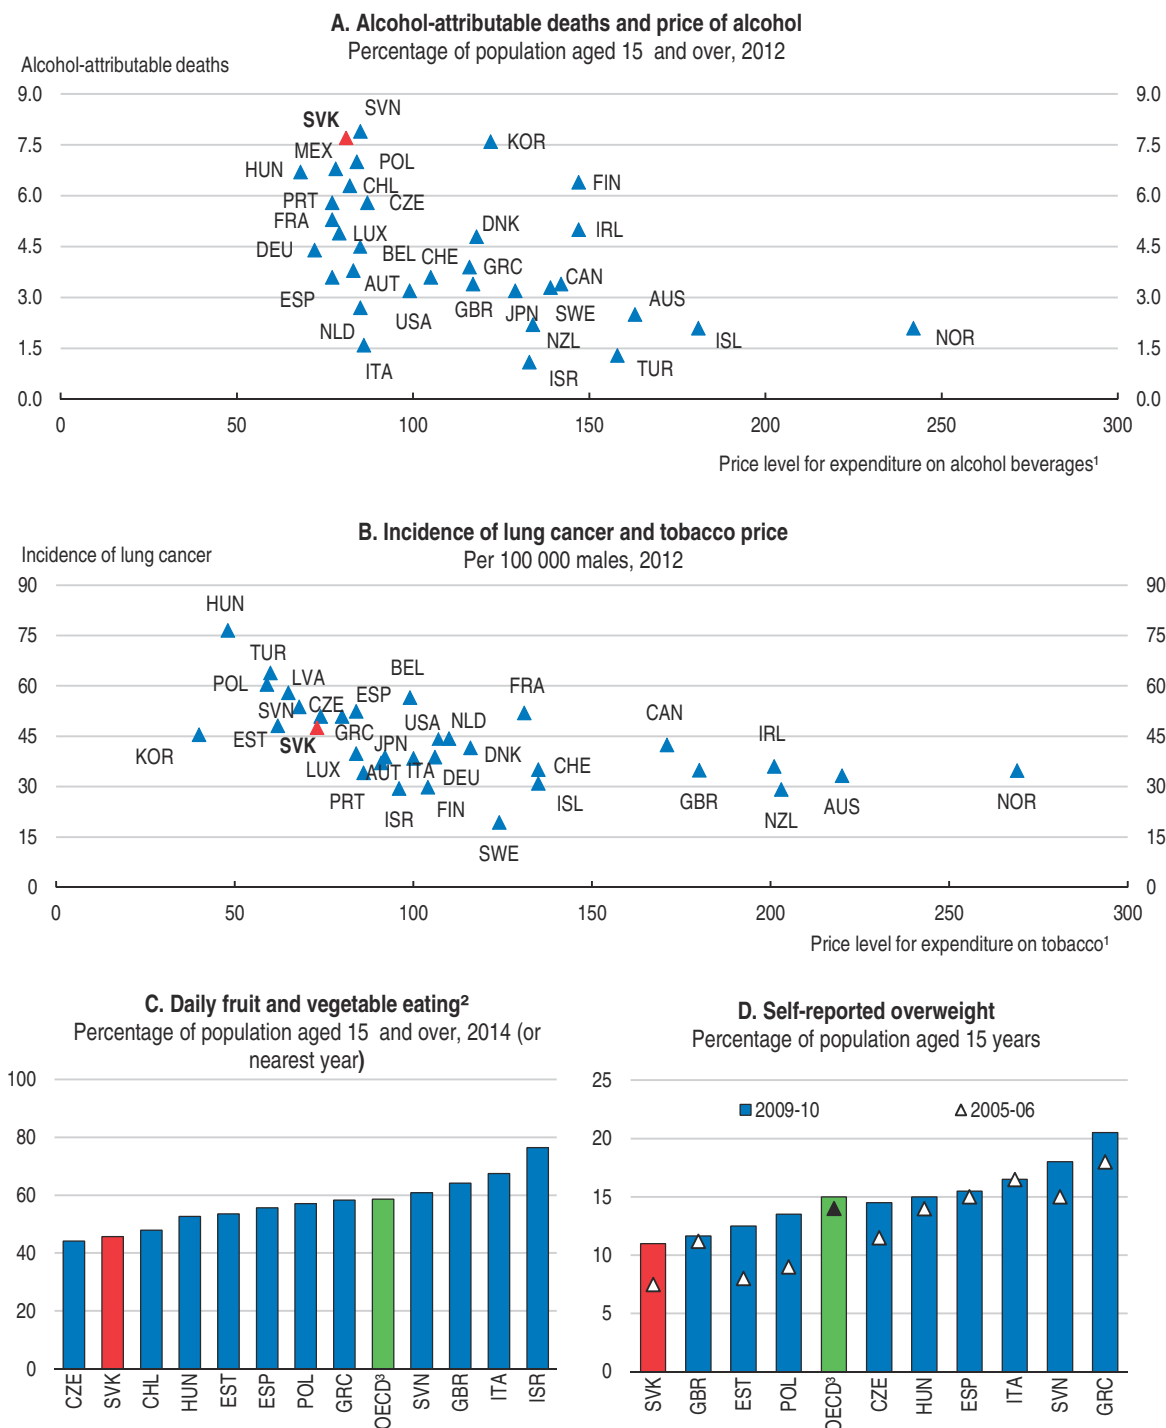 A. Alcohol-attributable deaths and price of alcohol
Percentage of population aged 15 and over, 2012
Alcohol-attributable deaths
9.0 9.0
SVN
SVK
7.5 KOR 7.5
MEX POL
HUN
CHL FIN
6.0 PRT CZE 6.0
FRA DNK IRL
LUX
4.5 DEU BEL CHE 4.5
GRC CAN
AUT
3.0 ESP GBR JPN SWE AUS 3.0
USA
NLD NZL ISL NOR
1.5 ITA ISR TUR 1.5
0.0 0.0
0 50 100 150 200 250 300
Price level for expenditure on alcohol beverages¹
B. Incidence of lung cancer and tobacco price
Incidence of lung cancer Per 100 000 males, 2012
90 90
HUN
75 75
TUR BEL
POL LVA FRA
60 ESP 60
SVN CZE USA NLD CAN
EST GRC IRL
45 SVK JPN 45
KOR DNK CHE
LUX AUT ITA DEU
30 PRT FIN ISL GBR AUS NOR 30
ISR NZL
SWE
15 15
0 0
0 50 100 150 200 250 300
Price level for expenditure on tobacco¹
C. Daily fruit and vegetable eating²
Percentage of population aged 15 and over, 2014 (or
nearest year)
100
80
60
40
20
0
CZE SVK CHL HUN EST ESP POL GRC OECD³ SVN GBR ITA ISR
D. Self-reported overweight
Percentage of population aged 15 years
25
2009-10 2005-06
20
15
10
5
0
SVK GBR EST POL OECD³ CZE HUN ESP ITA SVN GRC